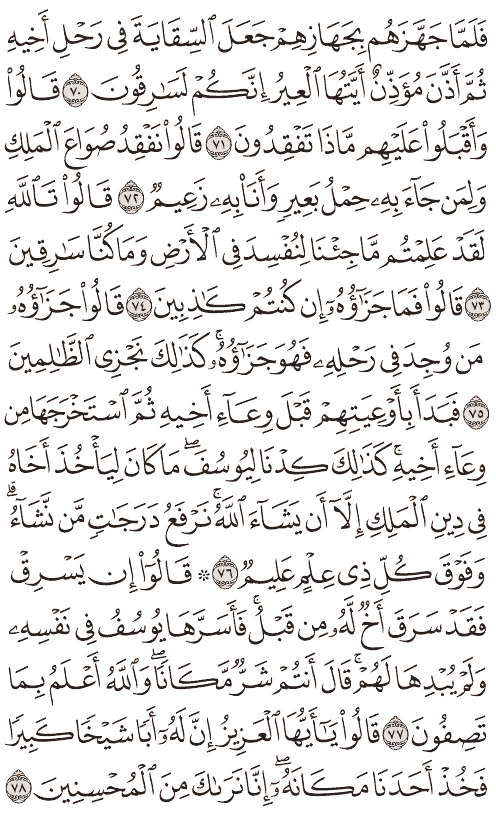 فَلَمَّا جَهَّزَهُم بِجَهَازِهِمْ جَعَلَ ٱلسِّقَايَةَ فِى رَحْلِ أَخِيهِ
ثُمَّ أَذَّنَ مُؤَذِّنٌ أَيَّتُهَا ٱلْعِيرُ إِنَّكُمْ لَسَٰرِقُونَ ٧٠ قَالُوا۟
وَأَقْبَلُوا۟ عَلَيْهِم مَّاذَا تَفْقِدُونَ ٧١ قَالُوا۟ نَفْقِدُ صُوَاعَ ٱلْمَلِكِ
وَلِمَن جَآءَ بِهِۦ حِمْلُ بَعِيرٍ وَأَنَا۠ بِهِۦ زَعِيمٌ ٧٢ قَالُوا۟ تَٱللَّهِ
لَقَدْ عَلِمْتُم مَّا جِئْنَا لِنُفْسِدَ فِى ٱلْأَرْضِ وَمَا كُنَّا سَٰرِقِينَ
٧٣ قَالُوا۟ فَمَا جَزَٰٓؤُهُۥٓ إِن كُنتُمْ كَٰذِبِينَ ٧٤ قَالُوا۟ جَزَٰٓؤُهُۥ
مَن وُجِدَ فِى رَحْلِهِۦ فَهُوَ جَزَٰٓؤُهُۥ ۚ كَذَٰلِكَ نَجْزِى ٱلظَّٰلِمِينَ
٧٥ فَبَدَأَ بِأَوْعِيَتِهِمْ قَبْلَ وِعَآءِ أَخِيهِ ثُمَّ ٱسْتَخْرَجَهَا مِن
وِعَآءِ أَخِيهِ ۚ كَذَٰلِكَ كِدْنَا لِيُوسُفَ ۖ مَا كَانَ لِيَأْخُذَ أَخَاهُ
فِى دِينِ ٱلْمَلِكِ إِلَّآ أَن يَشَآءَ ٱللَّهُ ۚ نَرْفَعُ دَرَجَٰتٍ مَّن نَّشَآءُ ۗ
وَفَوْقَ كُلِّ ذِى عِلْمٍ عَلِيمٌ ٧٦ ۞ قَالُوٓا۟ إِن يَسْرِقْ
فَقَدْ سَرَقَ أَخٌ لَّهُۥ مِن قَبْلُ ۚ فَأَسَرَّهَا يُوسُفُ فِى نَفْسِهِۦ
وَلَمْ يُبْدِهَا لَهُمْ ۚ قَالَ أَنتُمْ شَرٌّ مَّكَانًا ۖ وَٱللَّهُ أَعْلَمُ بِمَا
تَصِفُونَ ٧٧ قَالُوا۟ يَٰٓأَيُّهَا ٱلْعَزِيزُ إِنَّ لَهُۥٓ أَبًا شَيْخًا كَبِيرًا
فَخُذْ أَحَدَنَا مَكَانَهُۥٓ ۖ إِنَّا نَرَىٰكَ مِنَ ٱلْمُحْسِنِينَ ٧٨